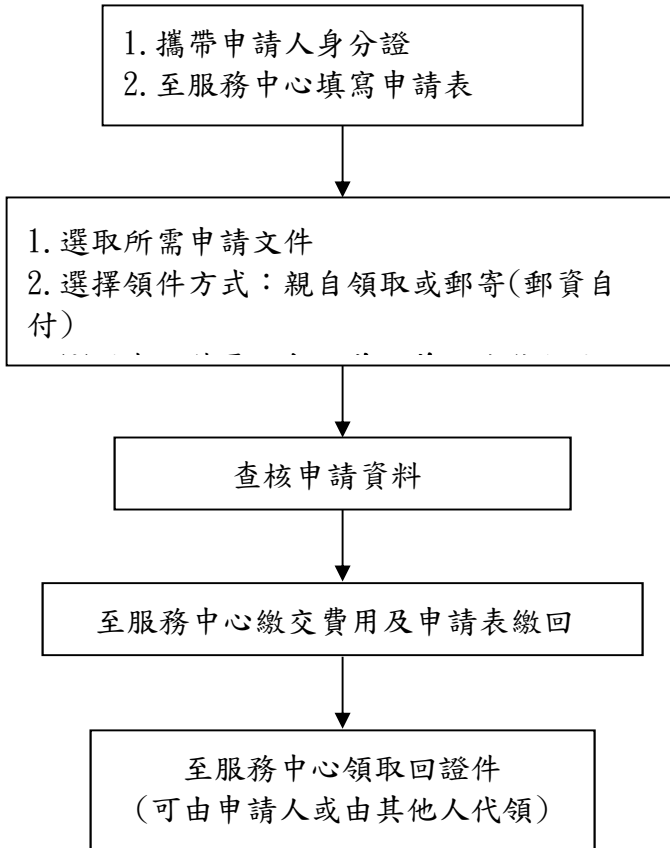 1.攜帶申請人身分證
2.至服務中心填寫申請表
1.選取所需申請文件
2.選擇領件方式：親自領取或郵寄(郵資自
付)
查核申請資料
至服務中心繳交費用及申請表繳回
至服務中心領取回證件
(可由申請人或由其他人代領)